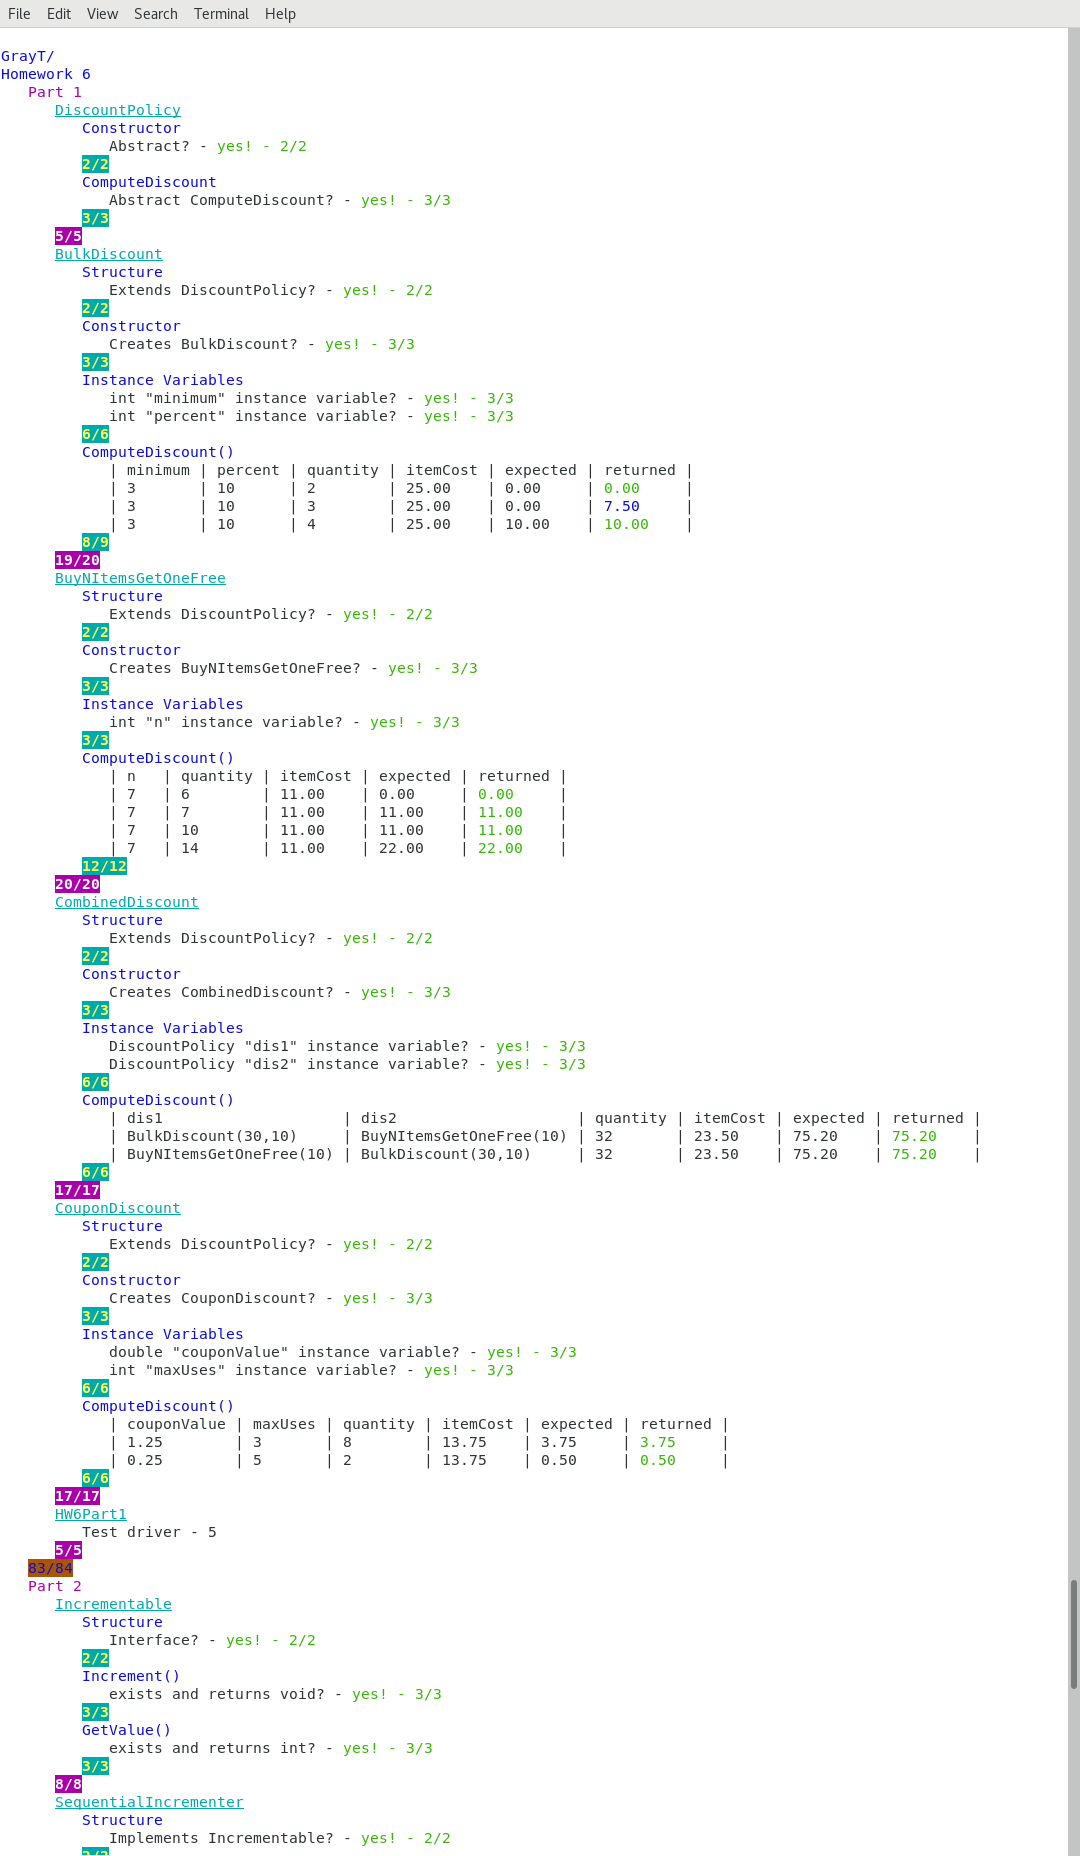 File Edit View Search Terminal Help
GrayT/
Homework 6
Part 1
DiscountPolicy
Constructor
Abstract? - yes! - 2/2
2/2
ComputeDiscount
Abstract ComputeDiscount? - yes! - 3/3
3/3
5/5
BulkDiscount
Structure
Extends DiscountPolicy? - yes! - 2/2
2/2
Constructor
Creates BulkDiscount? - yes! - 3/3
3/3
Instance Variables
int "minimum" instance variable? - yes! - 3/3
int "percent" instance variable? - yes! - 3/3
6/6
ComputeDiscount()
| minimum | percent | quantity | itemCost | expected | returned |
| 3 | 10 | 2 | 25.00 | 0.00 | 0.00 |
| 3 | 10 | 3 | 25.00 | 0.00 | 7.50 |
| 3 | 10 | 4 | 25.00 | 10.00 | 10.00 |
8/9
19/20
BuyNItemsGetOneFree
Structure
Extends DiscountPolicy? - yes! - 2/2
2/2
Constructor
Creates BuyNItemsGetOneFree? - yes! - 3/3
3/3
Instance Variables
int "n" instance variable? - yes! - 3/3
3/3
ComputeDiscount()
| n | quantity | itemCost | expected | returned |
| 7 | 6 | 11.00 | 0.00 | 0.00 |
| 7 | 7 | 11.00 | 11.00 | 11.00 |
| 7 | 10 | 11.00 | 11.00 | 11.00 |
| 7 | 14 | 11.00 | 22.00 | 22.00 |
12/12
20/20
CombinedDiscount
Structure
Extends DiscountPolicy? - yes! - 2/2
2/2
Constructor
Creates CombinedDiscount? - yes! - 3/3
3/3
Instance Variables
DiscountPolicy "dis1" instance variable? - yes! - 3/3
DiscountPolicy "dis2" instance variable? - yes! - 3/3
6/6
ComputeDiscount()
| dis1 | dis2 | quantity | itemCost | expected | returned |
| BulkDiscount(30,10) | BuyNItemsGetOneFree(10) | 32 | 23.50 | 75.20 | 75.20 |
| BuyNItemsGetOneFree(10) | BulkDiscount(30,10) | 32 | 23.50 | 75.20 | 75.20 |
6/6
17/17
CouponDiscount
Structure
Extends DiscountPolicy? - yes! - 2/2
2/2
Constructor
Creates CouponDiscount? - yes! - 3/3
3/3
Instance Variables
double "couponValue" instance variable? - yes! - 3/3
int "maxUses" instance variable? - yes! - 3/3
6/6
ComputeDiscount()
| couponValue | maxUses | quantity | itemCost | expected | returned |
| 1.25 | 3 | 8 | 13.75 | 3.75 | 3.75 |
| 0.25 | 5 | 2 | 13.75 | 0.50 | 0.50 |
6/6
17/17
HW6Part1
Test driver - 5
5/5
83/84
Part 2
Incrementable
Structure
Interface? - yes! - 2/2
2/2
Increment()
exists and returns void? - yes! - 3/3
3/3
GetValue()
exists and returns int? - yes! - 3/3
3/3
8/8
SequentialIncrementer
Structure
Implements Incrementable? - yes! - 2/2